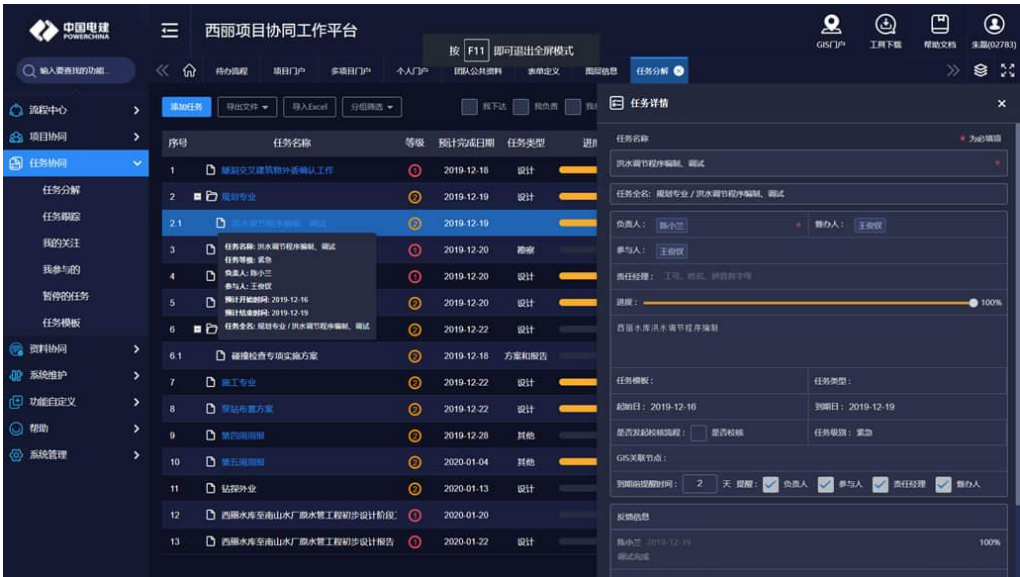 中国电建
POWERCHINA
西丽项目协同工作平台
按 F11 即可退出全屏模式
GIS门户 工具下载 帮助文档 朱磊(02783)
输入要查找的功能...
待办流程 项目门户 多项目门户 个人门户 团队公共资料 表单定义 图层信息 任务分解
流程中心
项目协同
任务协同
任务分解
任务跟踪
我的关注
我参与的
暂停的任务
任务模板
资料协同
系统维护
功能自定义
帮助
系统管理
添加任务 导出文件 导入Excel 分组筛选 我下达 我负责
序号 任务名称 等级 预计完成日期 任务类型
1 隧洞交叉建筑物外委确认工作 1 2019-12-18 设计
2 规划专业 2 2019-12-19 设计
2.1 洪水调节程序编制、调试 2 2019-12-19
3 1 2019-12-20 勘察
4 1 2019-12-20 设计
5 2 2019-12-20 设计
6 2 2019-12-22 设计
任务名称: 洪水调节程序编制、调试
任务等级: 紧急
负责人: 陈小兰
参与人: 王俊仪
预计开始时间: 2019-12-16
预计结束时间: 2019-12-19
任务全名: 规划专业 / 洪水调节程序编制、调试
6.1 碰撞检查专项实施方案 2 2019-12-18 方案和报告
7 施工专业 2 2019-12-22 设计
8 泵站布置方案 2 2019-12-22 设计
9 第四周周报 2 2019-12-28 其他
10 第五周周报 2 2020-01-04 其他
11 钻探外业 2 2020-01-13 设计
12 西丽水库至南山水厂原水管工程初步设计阶段 1 2020-01-20
13 西丽水库至南山水厂原水管工程初步设计报告 1 2020-01-22 设计
任务详情
任务名称 * 为必填项
洪水调节程序编制、调试 *
任务全名: 规划专业 / 洪水调节程序编制、调试
负责人: 陈小兰 * 督办人: 王俊仪
参与人: 王俊仪
责任经理: 工号、姓名、拼音首字母
进度: 100%
西丽水库洪水调节程序编制
任务模板: 任务类型:
起始日: 2019-12-16 到期日: 2019-12-19
是否发起校核流程: 是否校核 任务级别: 紧急
GIS关联节点:
到期前提醒时间: 2 天 提醒: 负责人 参与人 责任经理 督办人
反馈信息
陈小兰 2019-12-19 100%
调试完成